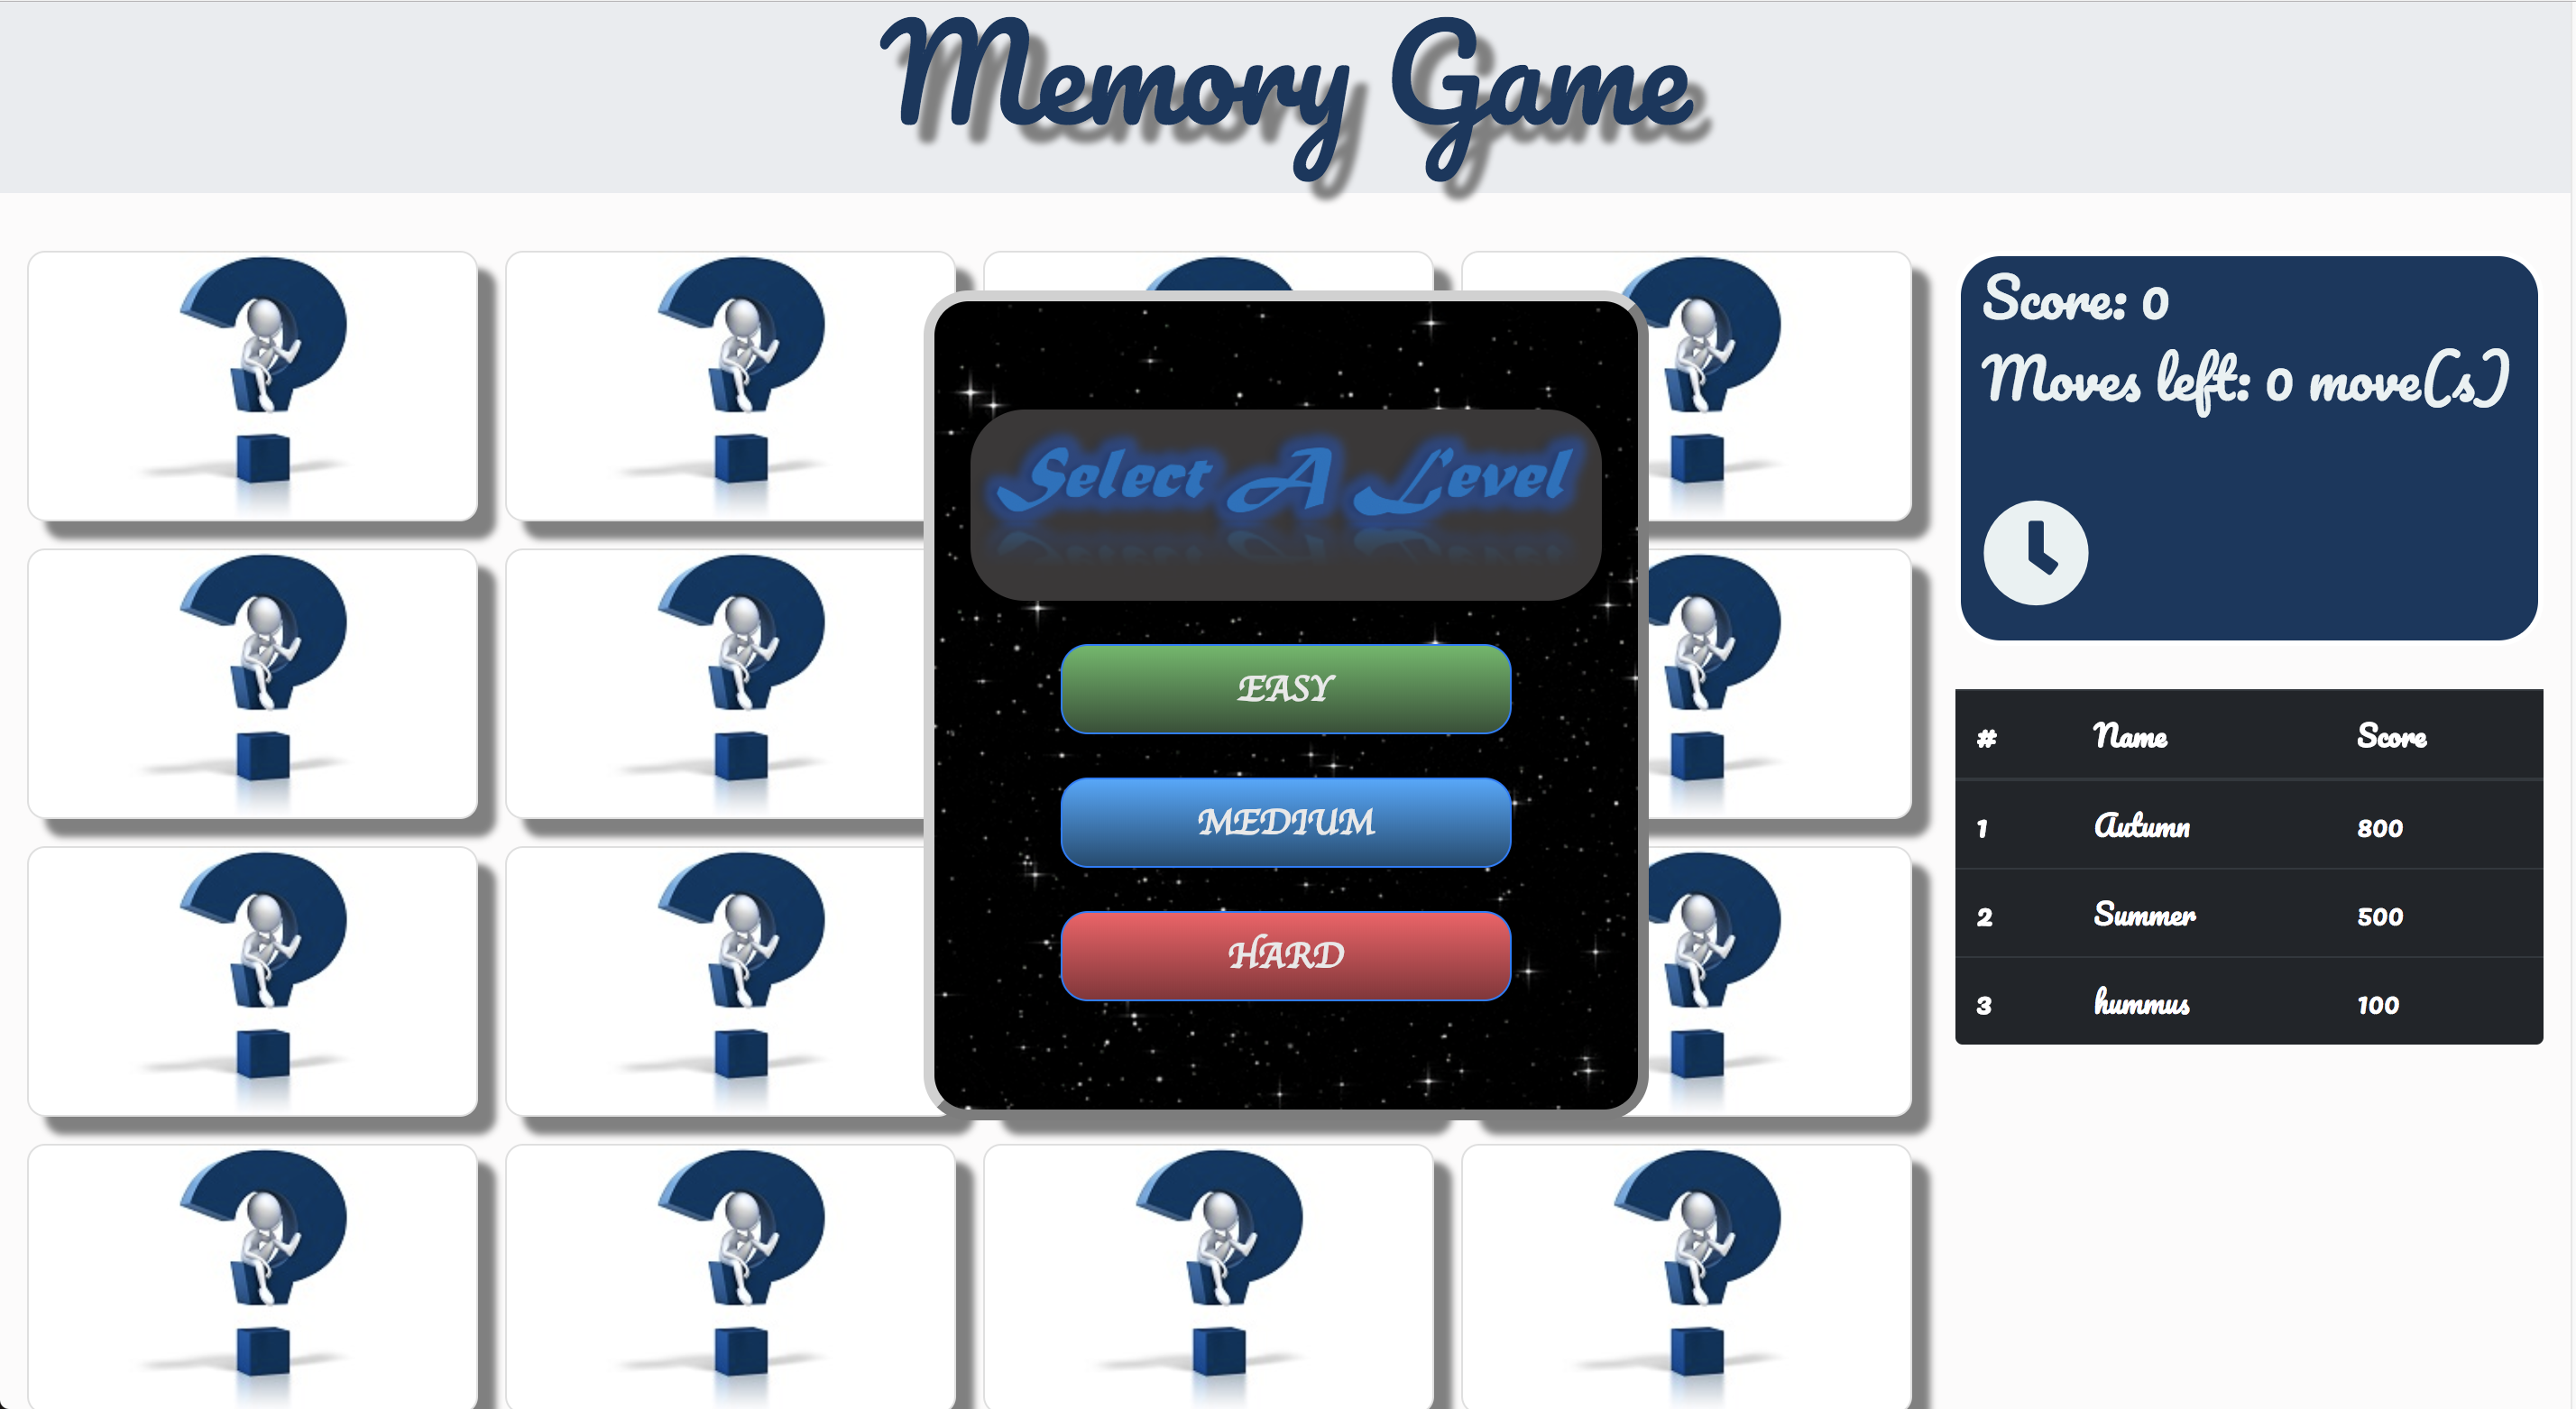 Memory Game
Select A Level
EASY
MEDIUM
HARD
Score: 0
Moves left: 0 move(s)
# Name Score
1 Autumn 800
2 Summer 500
3 hummus 100